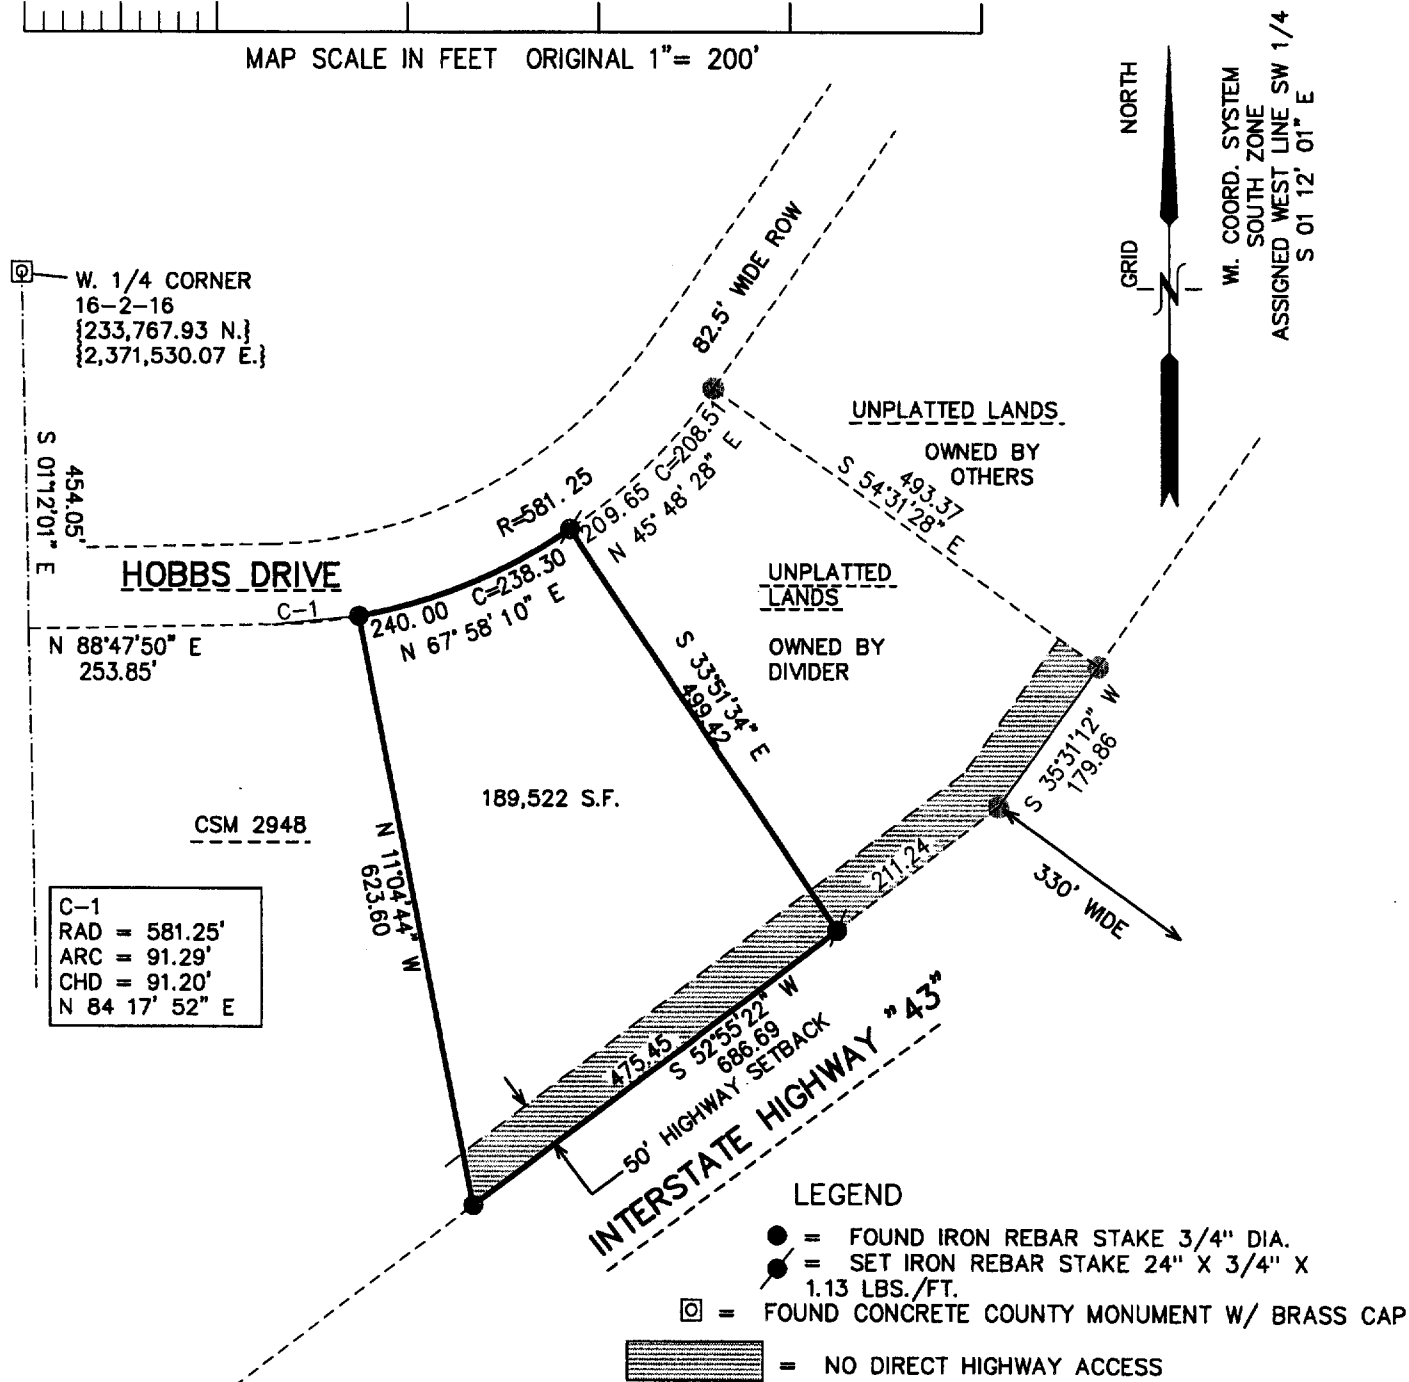 MAP SCALE IN FEET ORIGINAL 1"= 200'
NORTH
GRID
N
WI. COORD. SYSTEM
SOUTH ZONE
ASSIGNED WEST LINE SW 1/4
S 01 12' 01" E
W. 1/4 CORNER
16-2-16
{233,767.93 N.}
{2,371,530.07 E.}
82.5' WIDE ROW
454.05'
S 01°12'01" E
UNPLATTED LANDS
OWNED BY
OTHERS
493.37
S 54°31'28" E
R=581.25
209.65 C=208.51
N 45° 48' 28" E
HOBBS DRIVE
C-1
240.00 C=238.30
N 67° 58' 10" E
N 88°47'50" E
253.85'
UNPLATTED
LANDS
OWNED BY
DIVIDER
S 33°51'34" E
499.42
S 35°31'12" W
179.86
189,522 S.F.
CSM 2948
N 11°04'44" W
623.60
211.24
330' WIDE
C-1
RAD = 581.25'
ARC = 91.29'
CHD = 91.20'
N 84 17' 52" E
475.45
S 52°55'22" W
686.69
50' HIGHWAY SETBACK
INTERSTATE HIGHWAY "43"
LEGEND
= FOUND IRON REBAR STAKE 3/4" DIA.
= SET IRON REBAR STAKE 24" X 3/4" X
1.13 LBS./FT.
= FOUND CONCRETE COUNTY MONUMENT W/ BRASS CAP
= NO DIRECT HIGHWAY ACCESS